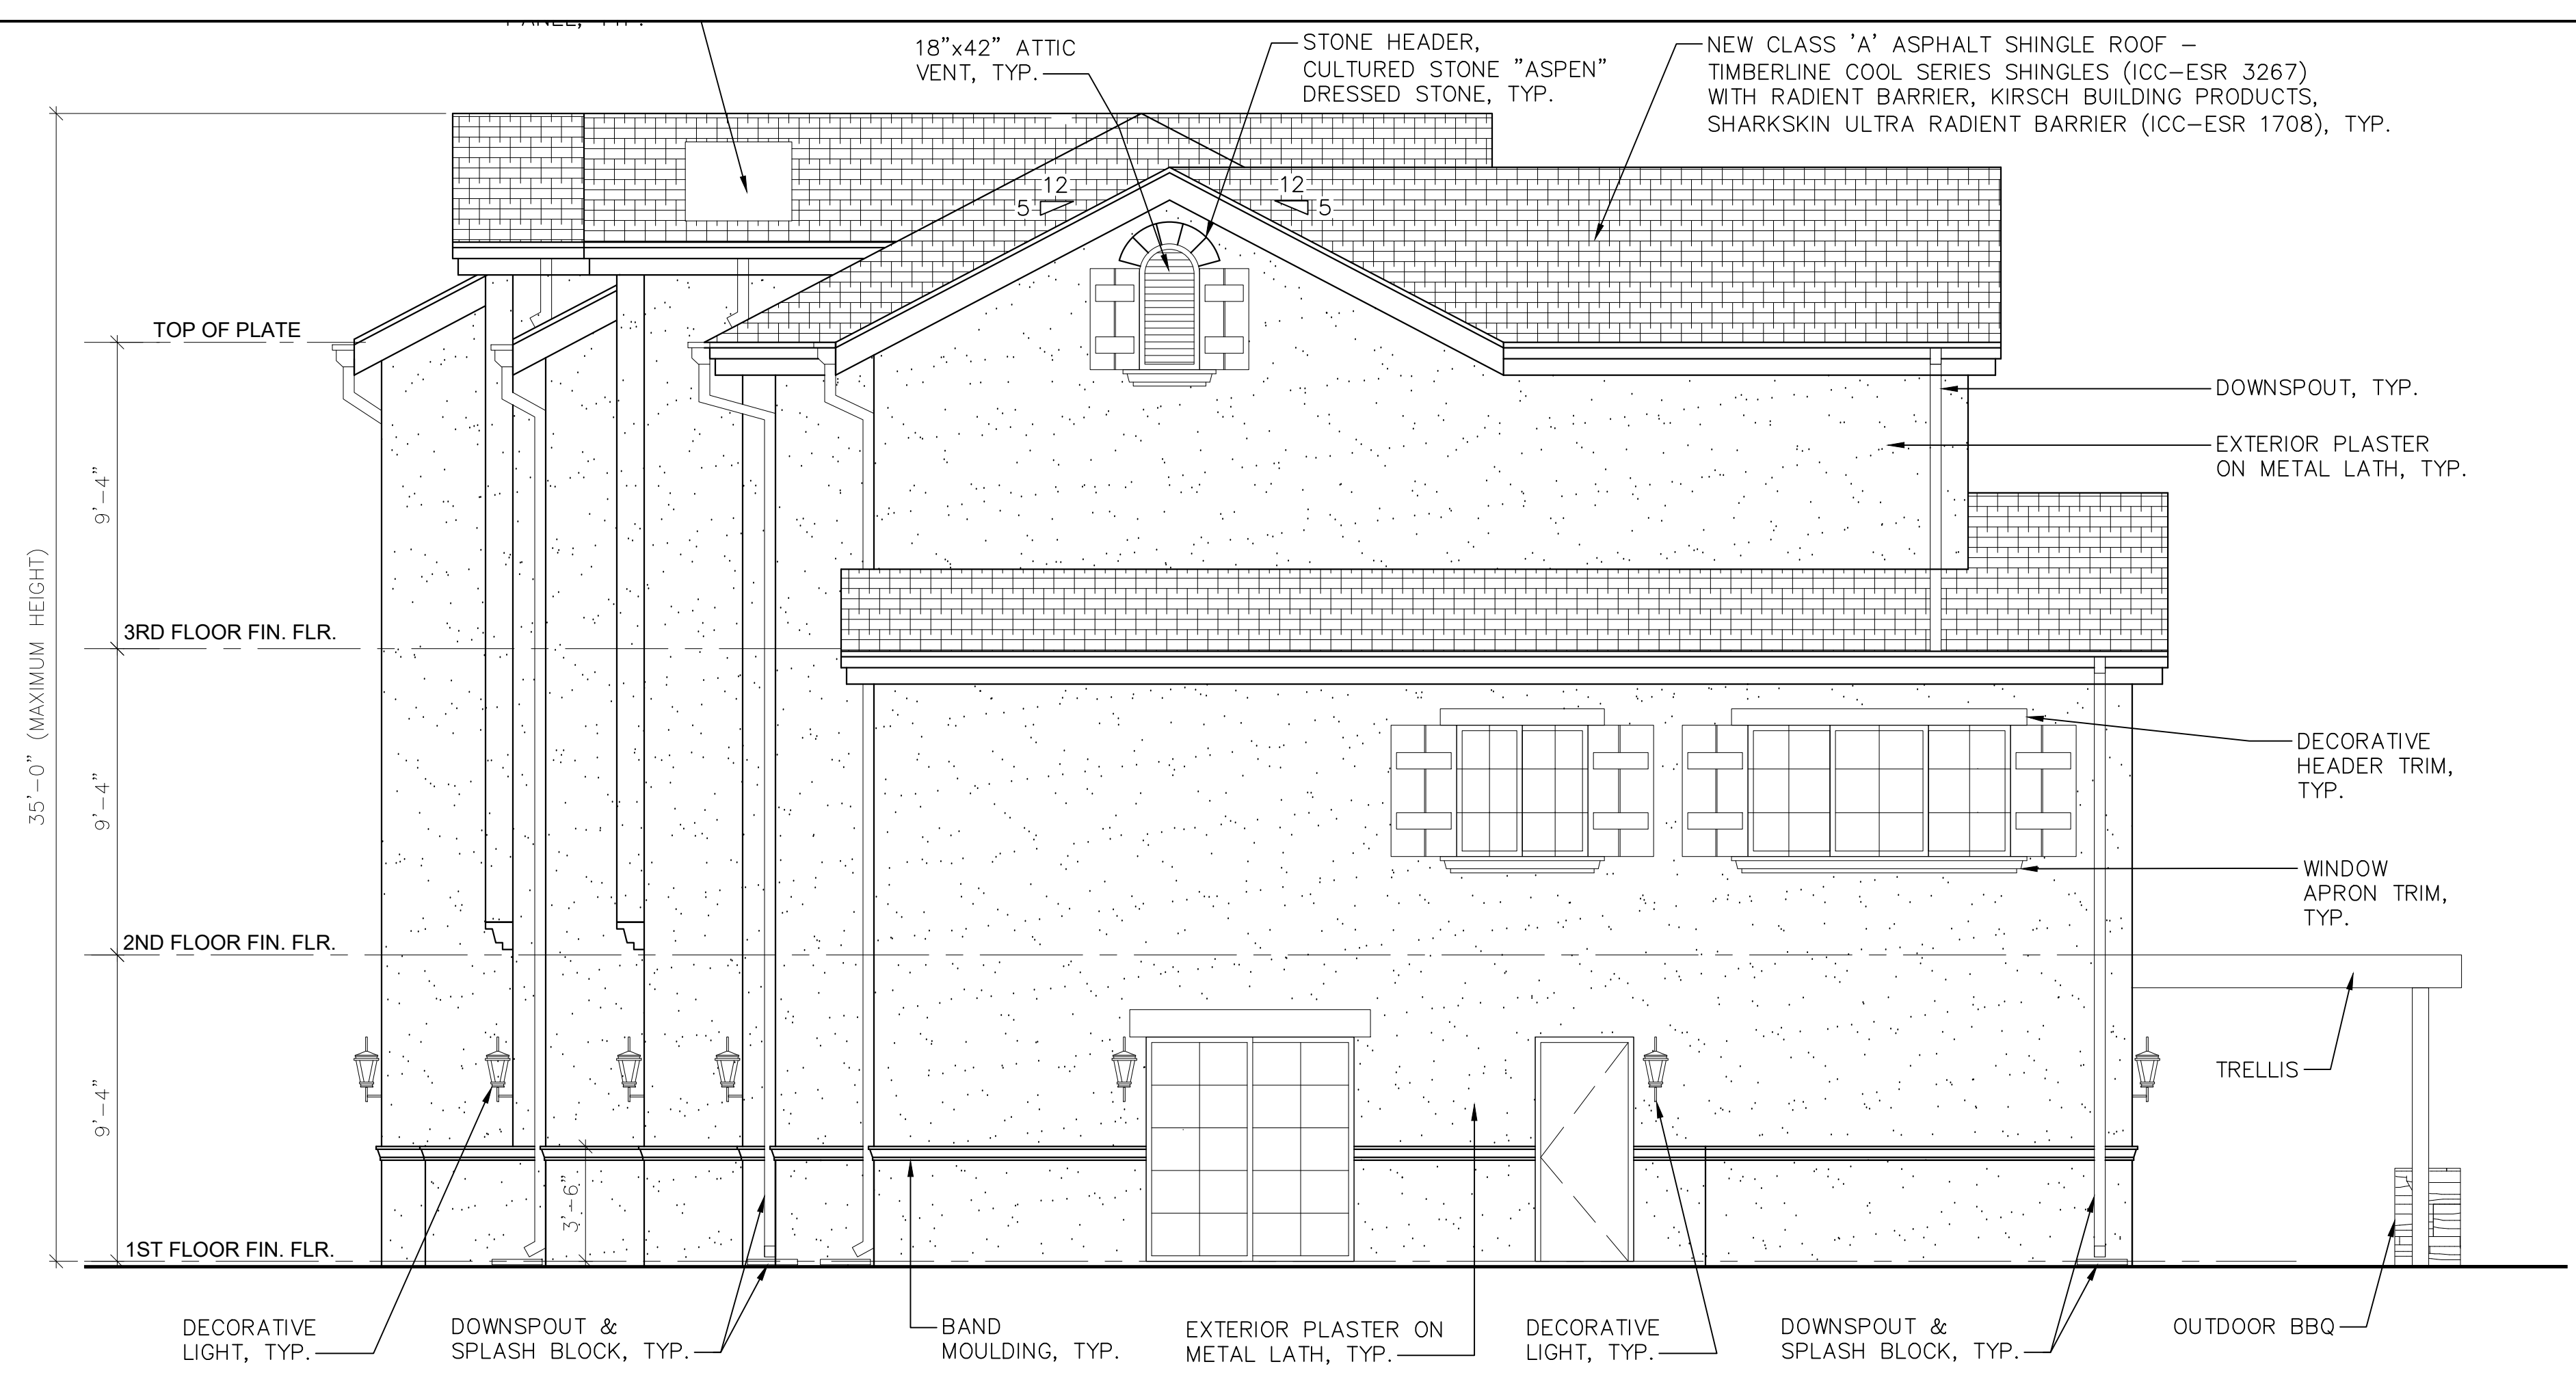 PANEL, TYP.
18"x42" ATTIC
VENT, TYP.
STONE HEADER,
CULTURED STONE "ASPEN"
DRESSED STONE, TYP.
NEW CLASS 'A' ASPHALT SHINGLE ROOF –
TIMBERLINE COOL SERIES SHINGLES (ICC–ESR 3267)
WITH RADIENT BARRIER, KIRSCH BUILDING PRODUCTS,
SHARKSKIN ULTRA RADIENT BARRIER (ICC–ESR 1708), TYP.
12
5
12
5
TOP OF PLATE
DOWNSPOUT, TYP.
EXTERIOR PLASTER
ON METAL LATH, TYP.
9'–4"
35'–0" (MAXIMUM HEIGHT)
3RD FLOOR FIN. FLR.
9'–4"
DECORATIVE
HEADER TRIM,
TYP.
WINDOW
APRON TRIM,
TYP.
2ND FLOOR FIN. FLR.
9'–4"
TRELLIS
3'–6"
1ST FLOOR FIN. FLR.
DECORATIVE
LIGHT, TYP.
DOWNSPOUT &
SPLASH BLOCK, TYP.
BAND
MOULDING, TYP.
EXTERIOR PLASTER ON
METAL LATH, TYP.
DECORATIVE
LIGHT, TYP.
DOWNSPOUT &
SPLASH BLOCK, TYP.
OUTDOOR BBQ